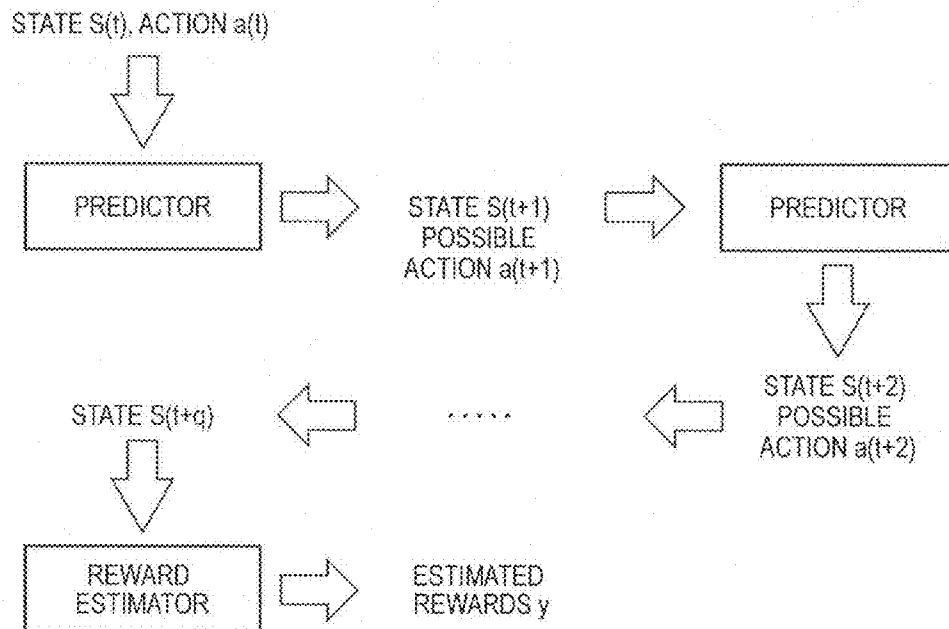 STATE S(t), ACTION a(t)
PREDICTOR
STATE S(t+1)
POSSIBLE
ACTION a(t+1)
PREDICTOR
STATE S(t+2)
POSSIBLE
ACTION a(t+2)
.....
STATE S(t+q)
REWARD
ESTIMATOR
ESTIMATED
REWARDS y